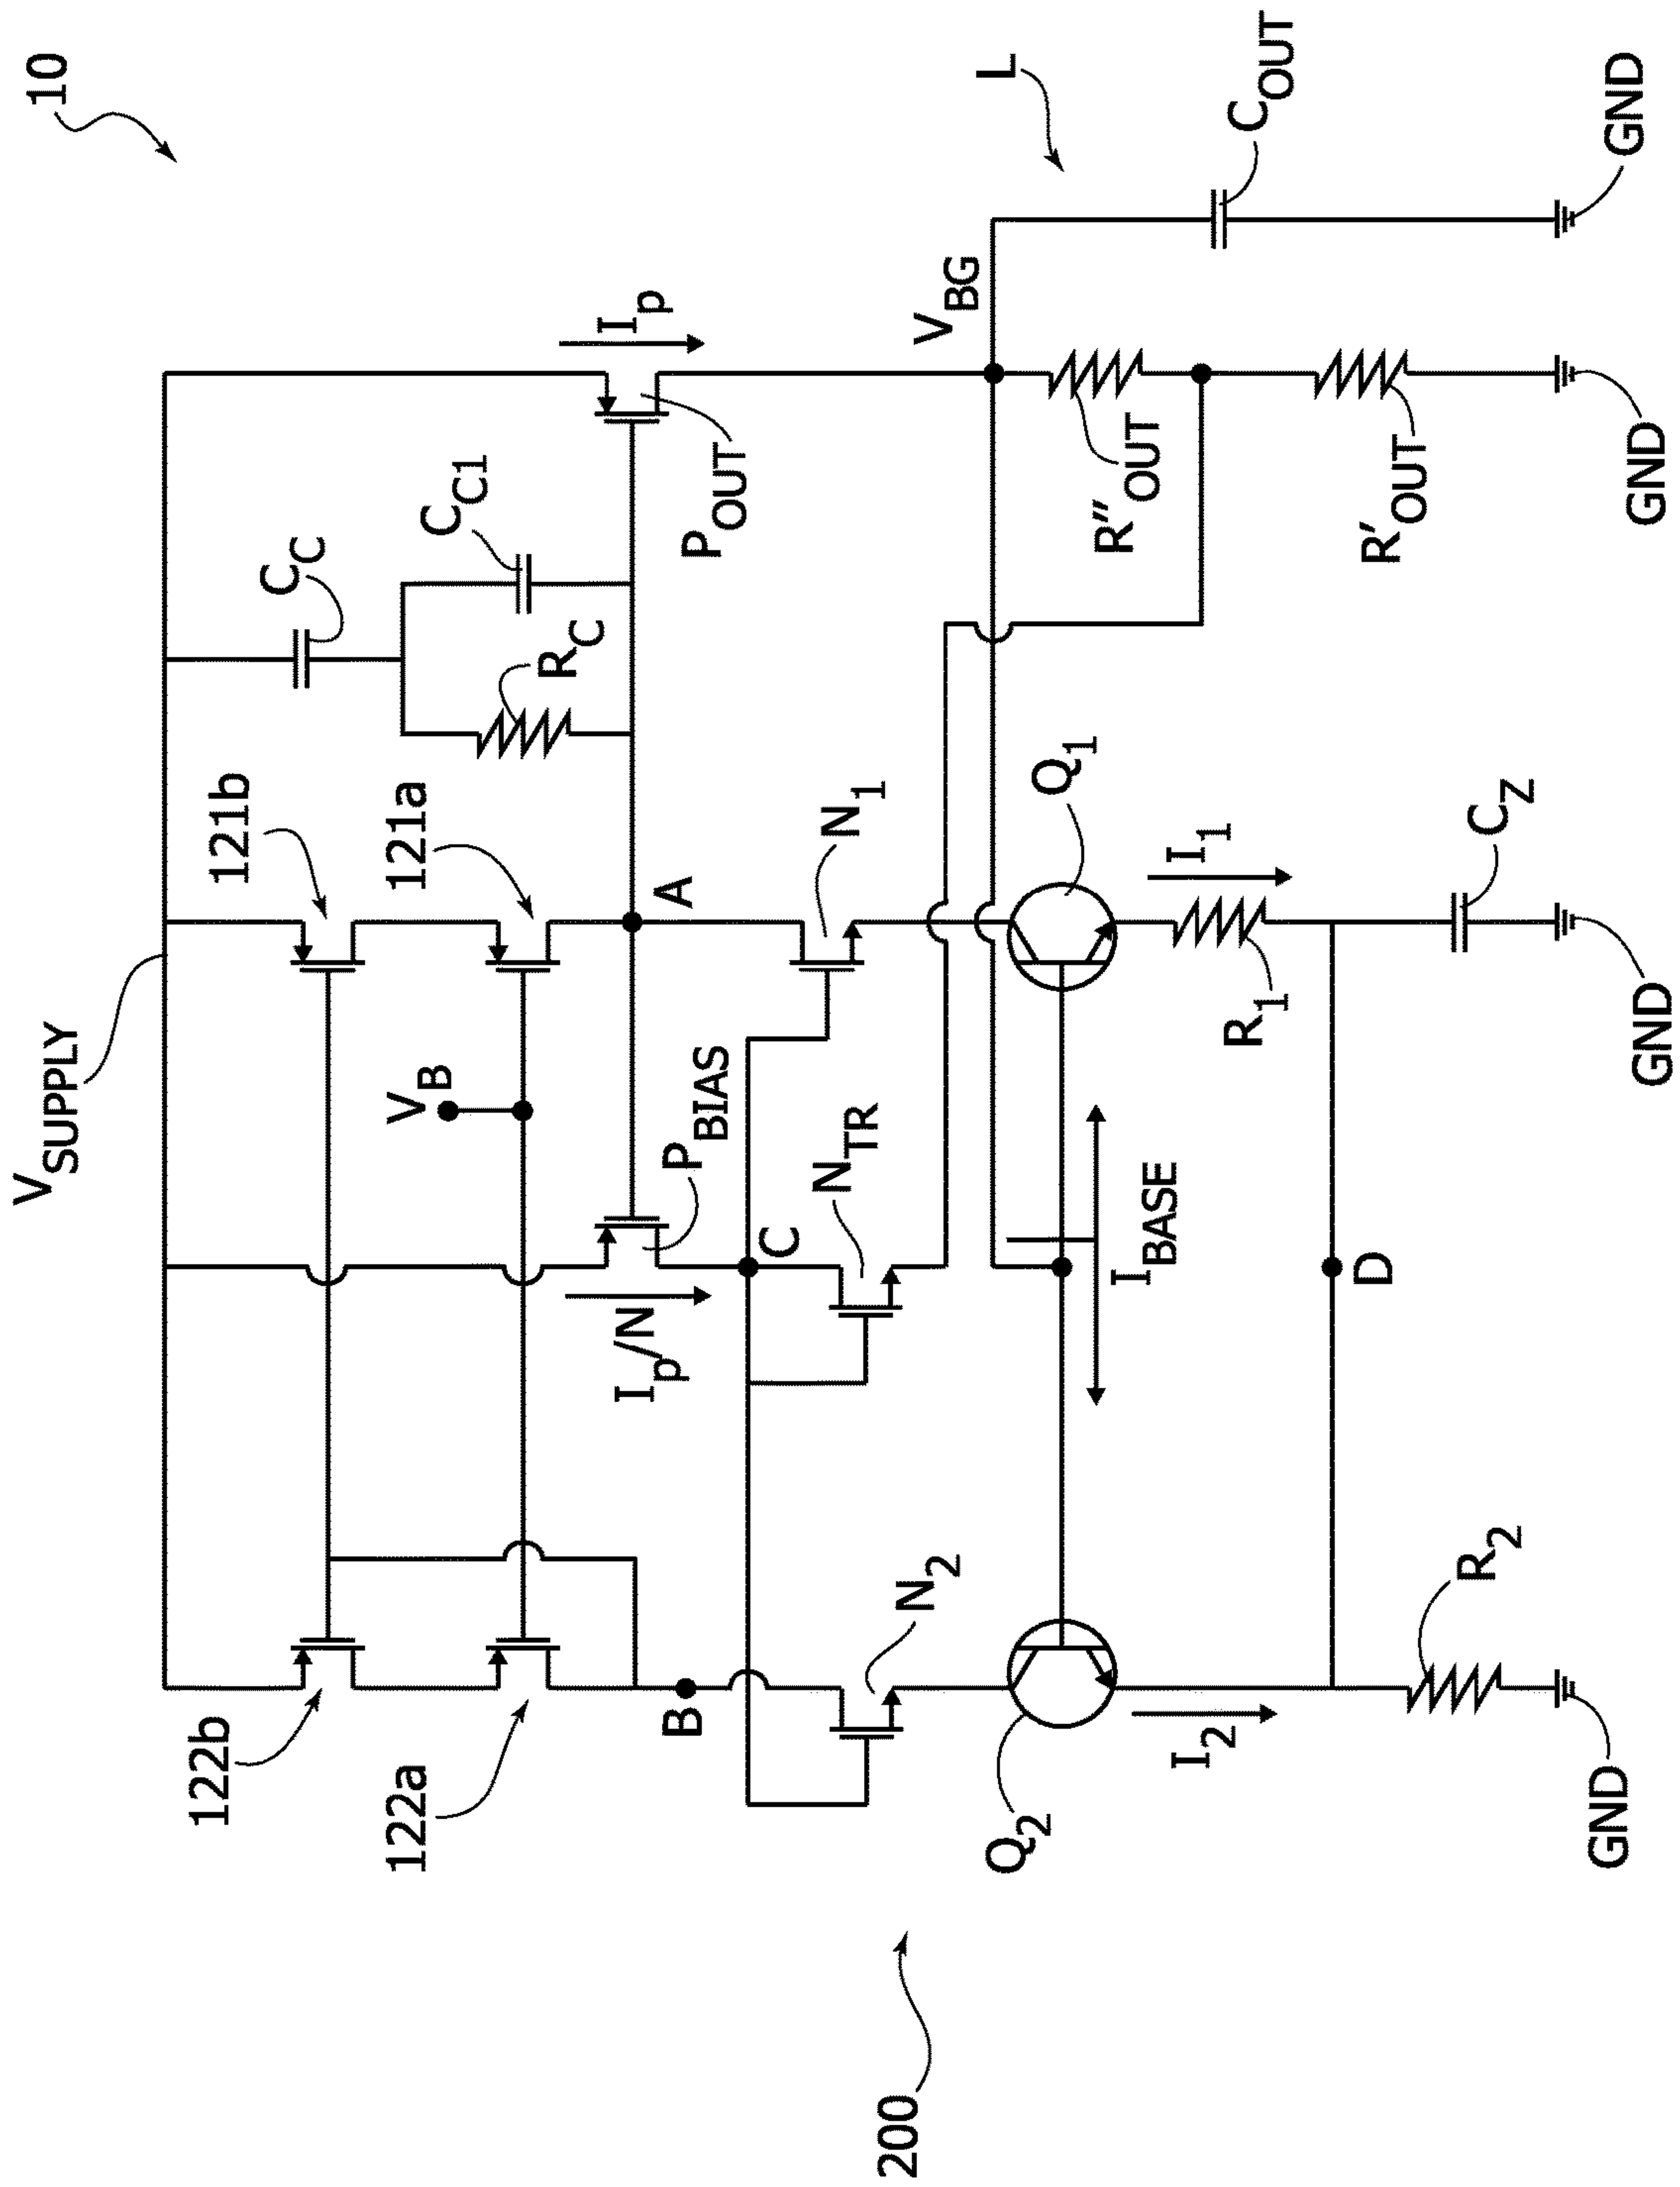 10
V_SUPPLY
C_C
C_C1
121b
121a
122b
122a
V_B
R_C
I_p
P_OUT
A
I_p/N
P_BIAS
B
C
N_1
N_TR
N_2
V_BG
L
C_OUT
R''_OUT
R'_OUT
Q_1
Q_2
I_BASE
I_1
I_2
R_1
R_2
C_Z
D
GND
GND
GND
GND
200